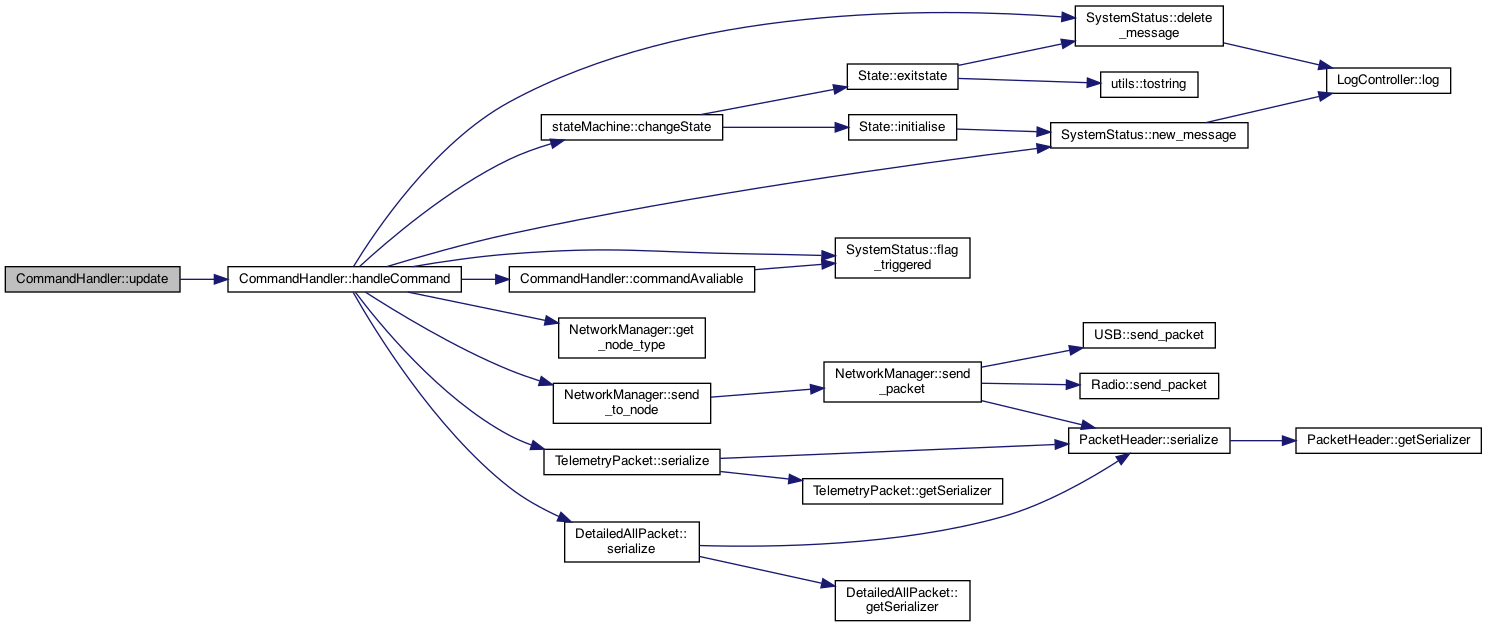 CommandHandler::update
CommandHandler::handleCommand
SystemStatus::delete
_message
State::exitstate
utils::tostring
LogController::log
stateMachine::changeState
State::initialise
SystemStatus::new_message
SystemStatus::flag
_triggered
CommandHandler::commandAvaliable
NetworkManager::get
_node_type
NetworkManager::send
_to_node
NetworkManager::send
_packet
USB::send_packet
Radio::send_packet
PacketHeader::serialize
PacketHeader::getSerializer
TelemetryPacket::serialize
TelemetryPacket::getSerializer
DetailedAllPacket::
serialize
DetailedAllPacket::
getSerializer